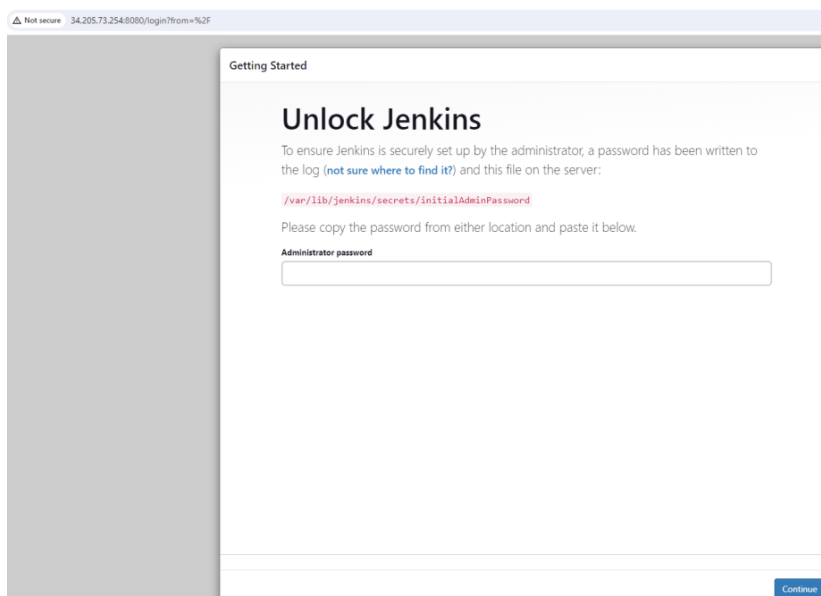 Not secure 34.205.73.254:8080/login?from=%2F
Getting Started
Unlock Jenkins
To ensure Jenkins is securely set up by the administrator, a password has been written to
the log (not sure where to find it?) and this file on the server:
/var/lib/jenkins/secrets/initialAdminPassword
Please copy the password from either location and paste it below.
Administrator password
Continue